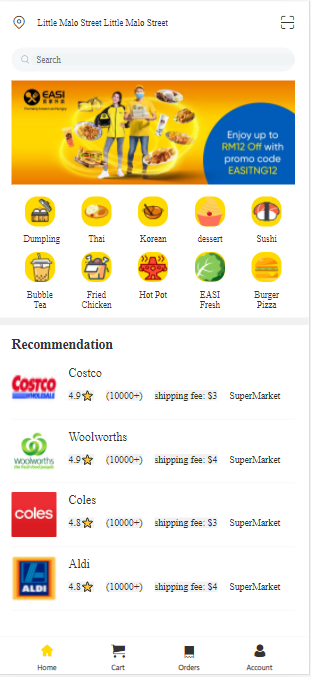 Little Malo Street Little Malo Street
Search
EASI
Enjoy up to
RM12 Off with
promo code
EASITNG12
Dumpling
Thai
Korean
dessert
Sushi
Bubble
Tea
Fried
Chicken
Hot Pot
EASI
Fresh
Burger
Pizza
Recommendation
COSTCO
WHOLESALE
Costco
4.9 (10000+) shipping fee: $3 SuperMarket
Woolworths
Woolworths
4.9 (10000+) shipping fee: $4 SuperMarket
coles
Coles
4.8 (10000+) shipping fee: $3 SuperMarket
ALDI
Aldi
4.8 (10000+) shipping fee: $4 SuperMarket
Home
Cart
Orders
Account